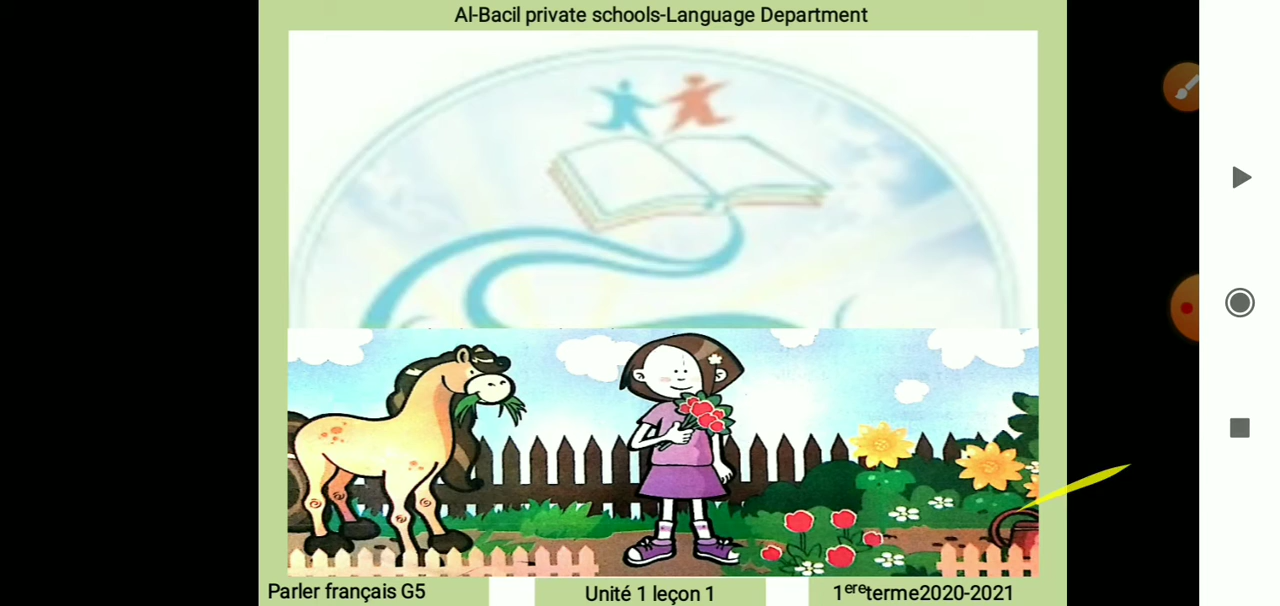 Al-Bacil private schools-Language Department
Parler français G5
Unité 1 leçon 1
1ereterme2020-2021